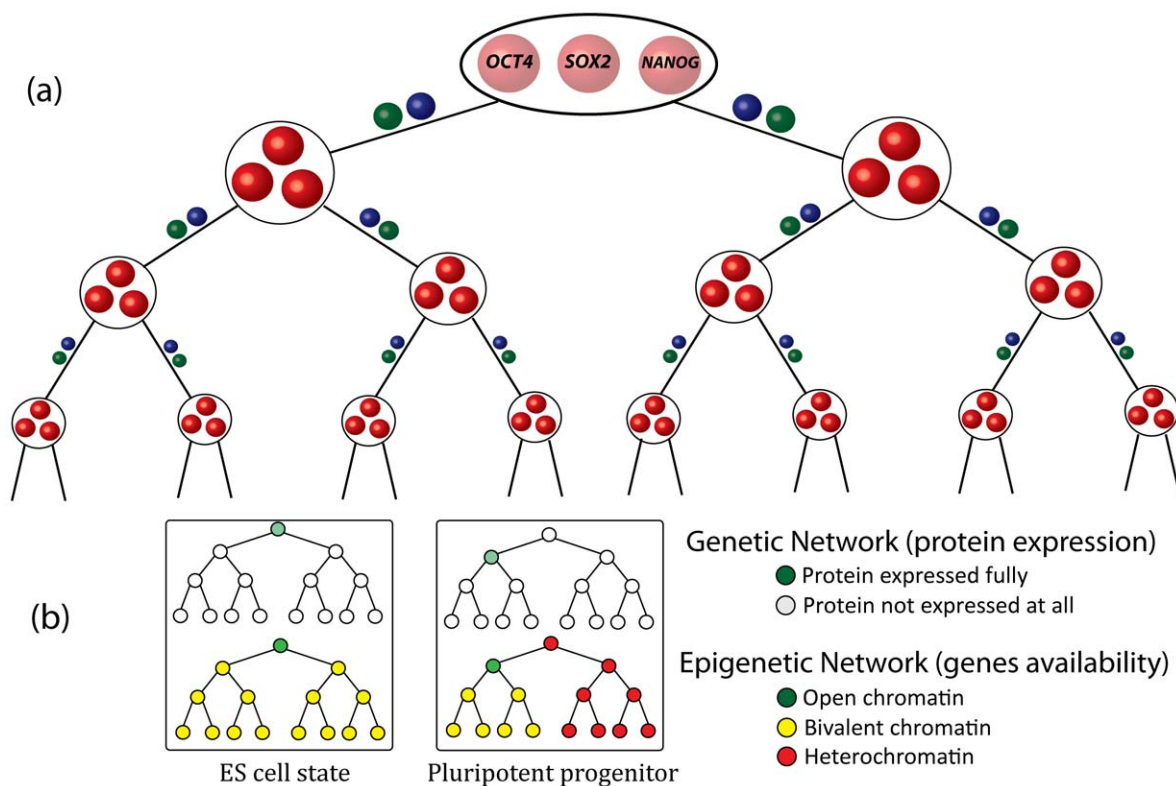 (a)
OCT4
SOX2
NANOG
(b)
ES cell state
Pluripotent progenitor
Genetic Network (protein expression)
Protein expressed fully
Protein not expressed at all
Epigenetic Network (genes availability)
Open chromatin
Bivalent chromatin
Heterochromatin